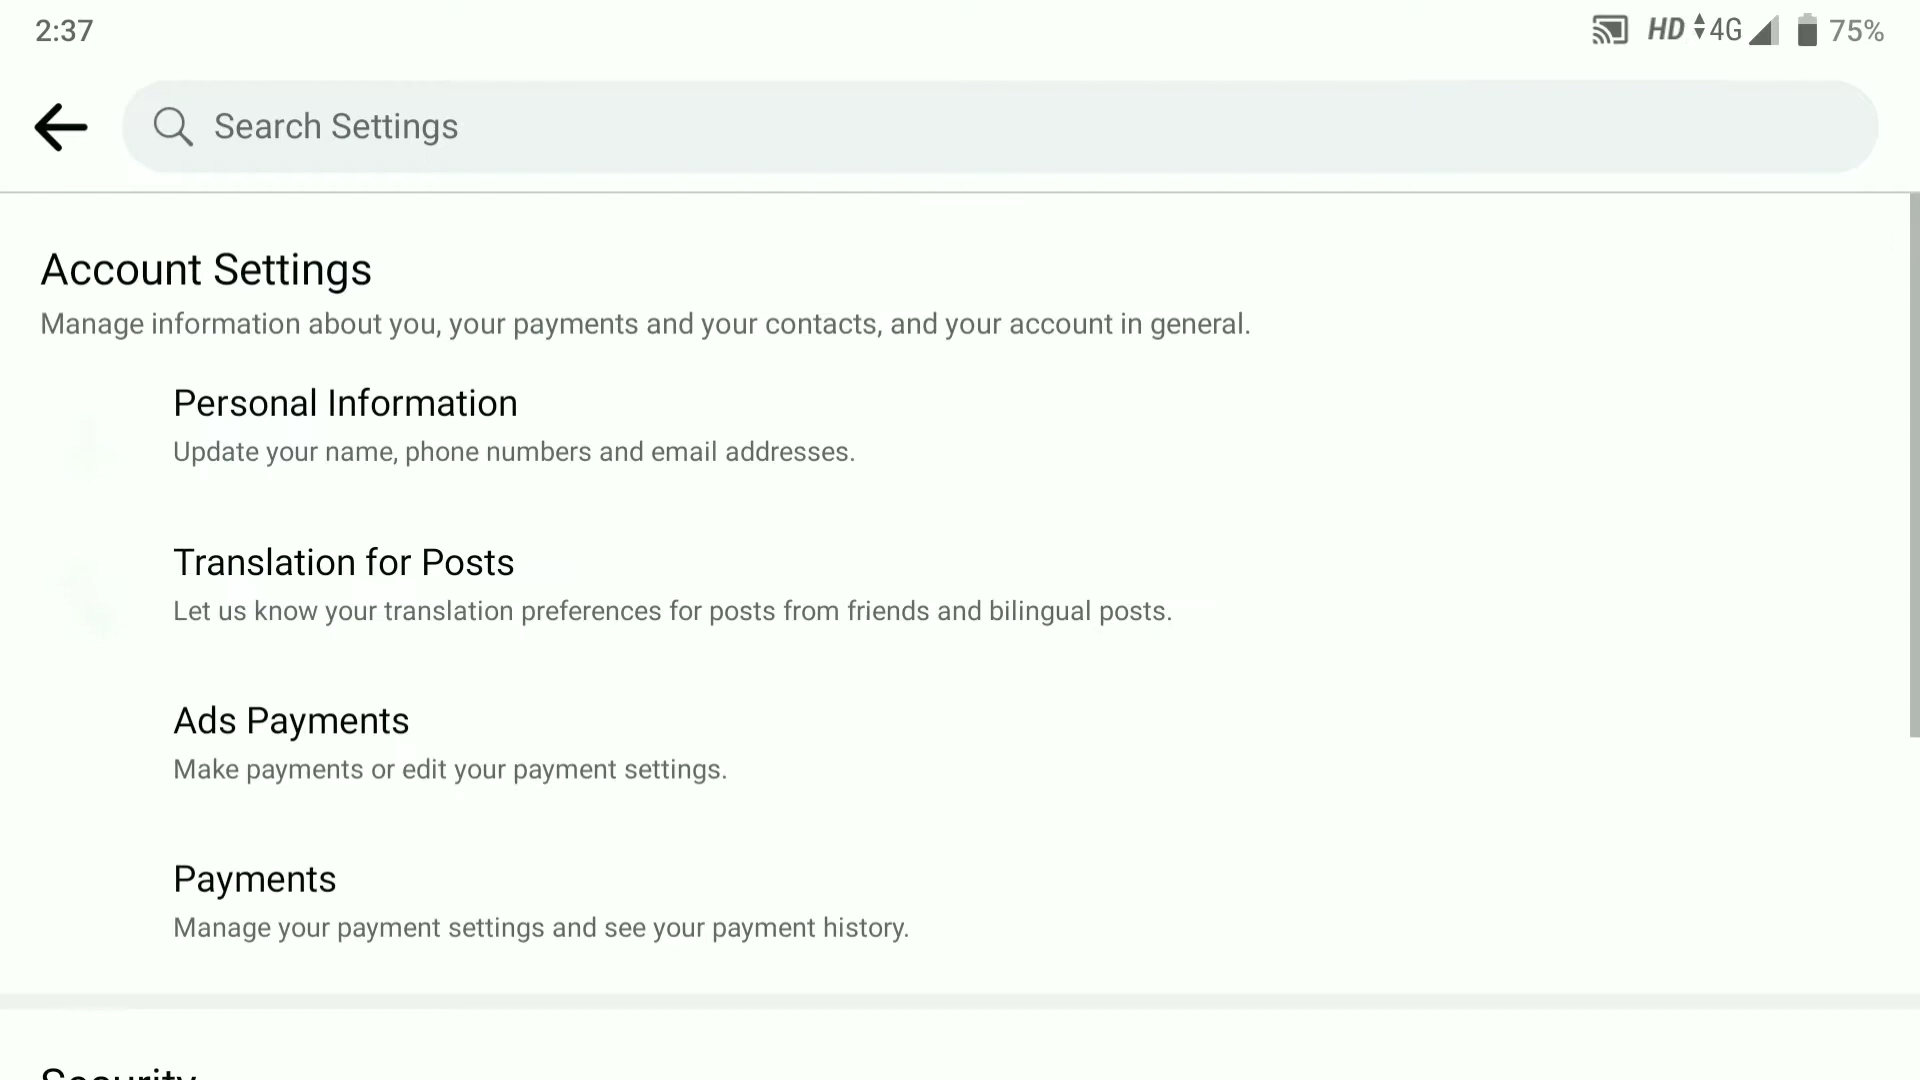 2:37 HD 4G 75%
Search Settings
Account Settings
Manage information about you, your payments and your contacts, and your account in general.
Personal Information
Update your name, phone numbers and email addresses.
Translation for Posts
Let us know your translation preferences for posts from friends and bilingual posts.
Ads Payments
Make payments or edit your payment settings.
Payments
Manage your payment settings and see your payment history.
Security